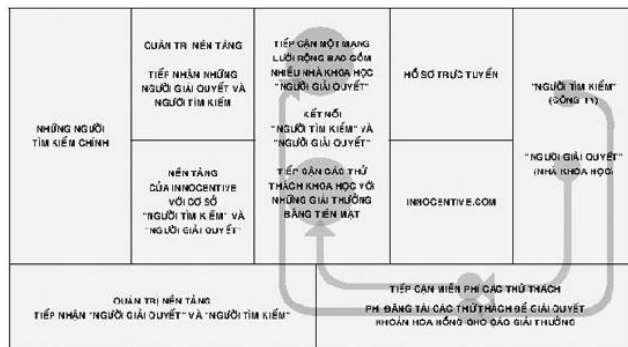 NHỮNG NGƯỜI
TÌM KIẾM CHÍNH
QUẢN TRỊ NỀN TẢNG
TIẾP NHẬN NHỮNG
NGƯỜI GIẢI QUYẾT VÀ
NGƯỜI TÌM KIẾM
NỀN TẢNG
CỦA INNOCENTIVE
VỚI CƠ SỞ
"NGƯỜI TÌM KIẾM" VÀ
"NGƯỜI GIẢI QUYẾT"
TIẾP CẬN MỘT MẠNG
LƯỚI RỘNG BAO GỒM
NHIỀU NHÀ KHOA HỌC
"NGƯỜI GIẢI QUYẾT"
KẾT NỐI
"NGƯỜI TÌM KIẾM" VÀ
"NGƯỜI GIẢI QUYẾT"
TIẾP CẬN CÁC THỬ
THÁCH KHOA HỌC VỚI
NHỮNG GIẢI THƯỞNG
BẰNG TIỀN MẶT
HỒ SƠ TRỰC TUYẾN
INNOCENTIVE.COM
"NGƯỜI TÌM KIẾM"
(CÔNG TY)
"NGƯỜI GIẢI QUYẾT"
(NHÀ KHOA HỌC)
QUẢN TRỊ NỀN TẢNG
TIẾP NHẬN "NGƯỜI GIẢI QUYẾT" VÀ "NGƯỜI TÌM KIẾM"
TIẾP CẬN MIỄN PHÍ CÁC THỬ THÁCH
PHÍ ĐĂNG TẢI CÁC THỬ THÁCH ĐỂ GIẢI QUYẾT
KHOẢN HOA HỒNG CHO CÁC GIẢI THƯỞNG